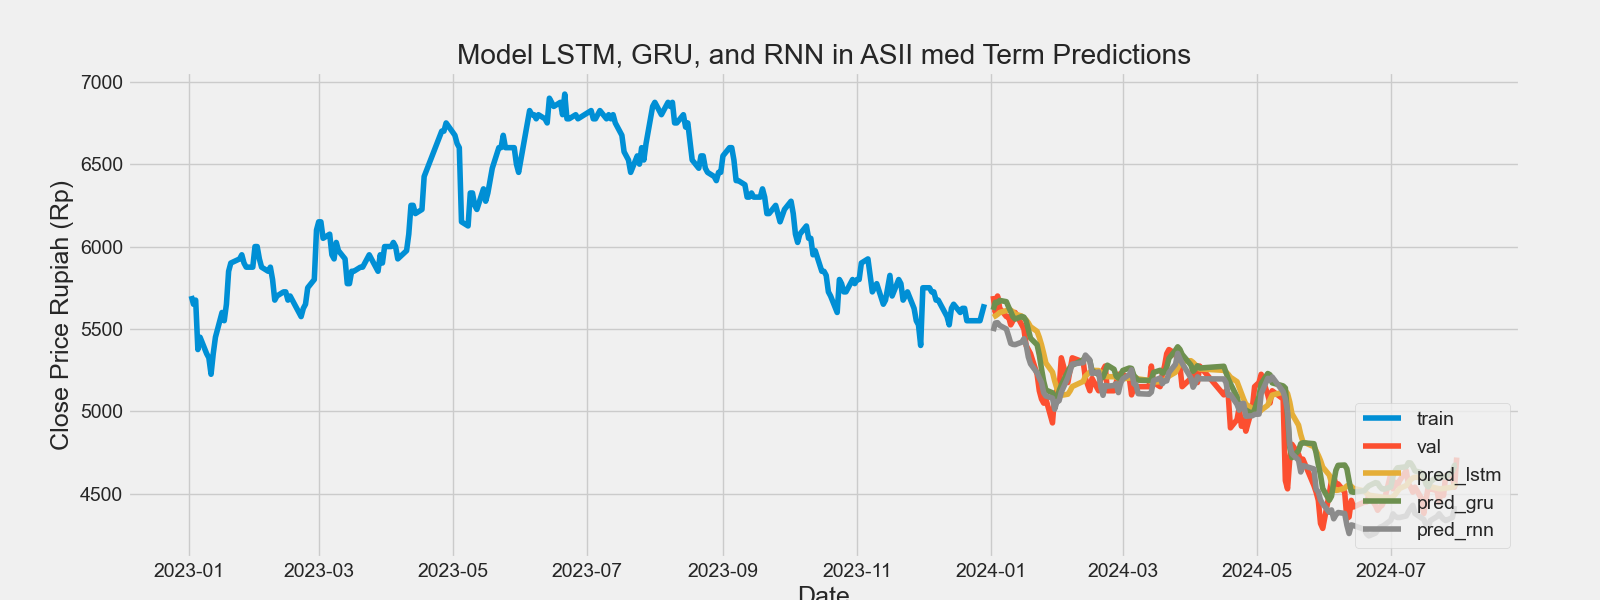 Model LSTM, GRU, and RNN in ASII med Term Predictions
Close Price Rupiah (Rp)
7000
6500
6000
5500
5000
4500
train
val
pred_lstm
pred_gru
pred_rnn
2023-01 2023-03 2023-05 2023-07 2023-09 2023-11 2024-01 2024-03 2024-05 2024-07
Date